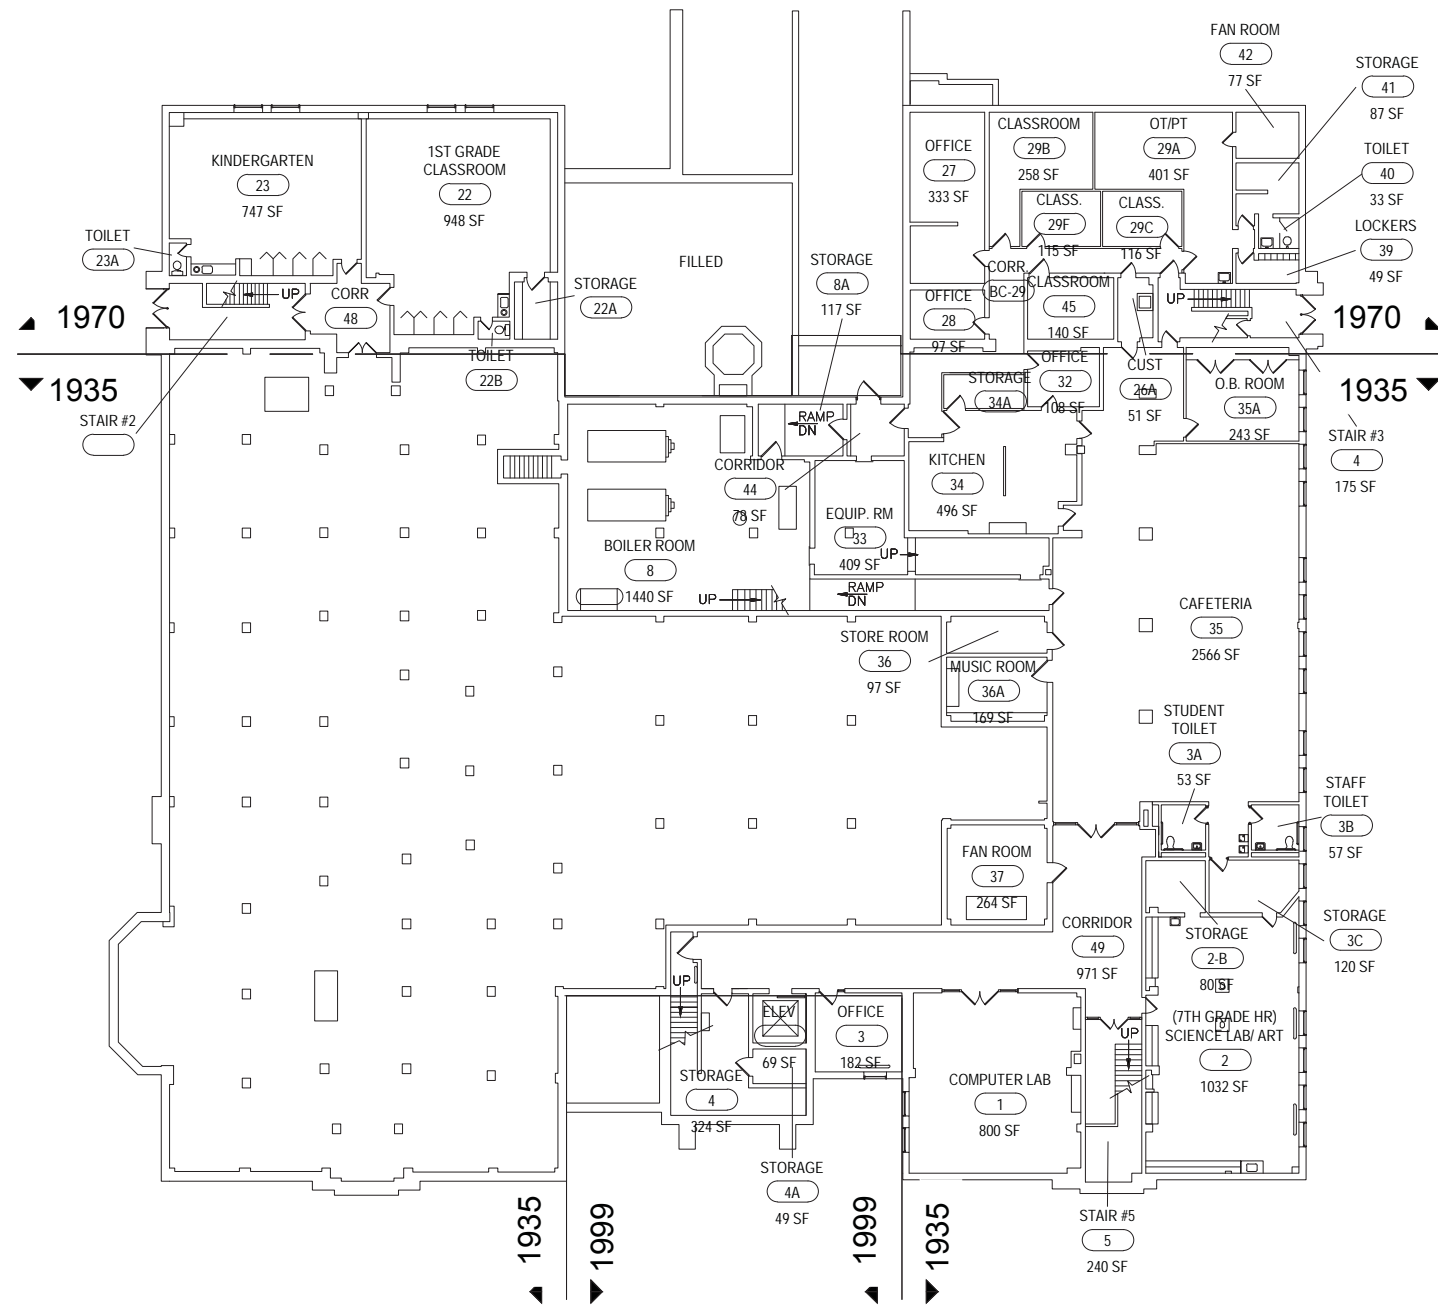 FAN ROOM
42
77 SF
STORAGE
41
87 SF
TOILET
40
33 SF
LOCKERS
39
49 SF
KINDERGARTEN
23
747 SF
1ST GRADE
CLASSROOM
22
948 SF
OFFICE
27
333 SF
CLASSROOM
29B
258 SF
OT/PT
29A
401 SF
CLASS.
29F
115 SF
CLASS.
29C
116 SF
TOILET
23A
UP
CORR
48
STORAGE
22A
FILLED
STORAGE
8A
117 SF
CORR.
BC-29
OFFICE
28
97 SF
CLASSROOM
45
140 SF
UP
1970
1970
1935
1935
TOILET
22B
STAIR #2
STORAGE
34A
OFFICE
32
108 SF
CUST
26A
51 SF
O.B. ROOM
35A
243 SF
STAIR #3
4
175 SF
RAMP
DN
CORRIDOR
44
78 SF
KITCHEN
34
496 SF
EQUIP. RM
33
409 SF
UP
BOILER ROOM
8
1440 SF
UP
RAMP
DN
CAFETERIA
35
2566 SF
STORE ROOM
36
97 SF
MUSIC ROOM
36A
169 SF
STUDENT
TOILET
3A
53 SF
STAFF
TOILET
3B
57 SF
FAN ROOM
37
264 SF
CORRIDOR
49
971 SF
STORAGE
2-B
80 SF
STORAGE
3C
120 SF
UP
ELEV
69 SF
OFFICE
3
182 SF
UP
(7TH GRADE HR)
SCIENCE LAB/ ART
2
1032 SF
STORAGE
4
324 SF
COMPUTER LAB
1
800 SF
STORAGE
4A
49 SF
STAIR #5
5
240 SF
1935
1999
1999
1935